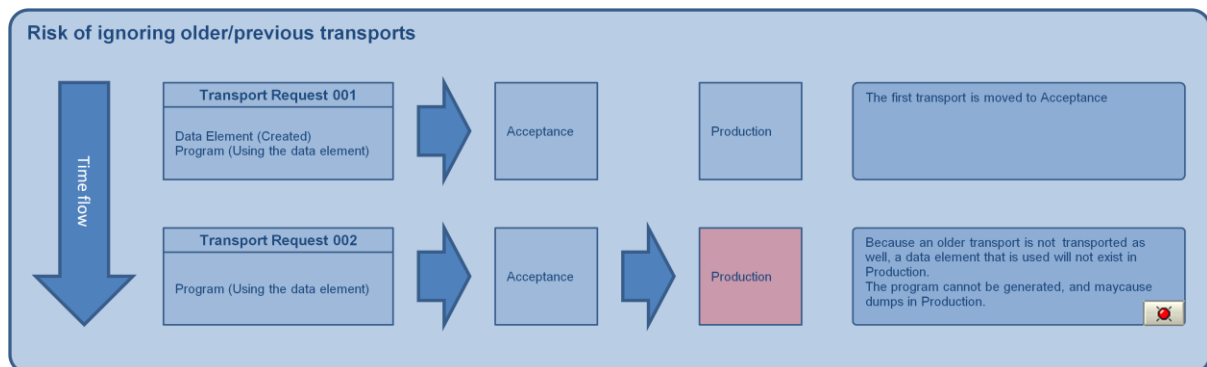 Risk of ignoring older/previous transports
Time flow
Transport Request 001
Data Element (Created)
Program (Using the data element)
Acceptance
Production
The first transport is moved to Acceptance
Transport Request 002
Program (Using the data element)
Acceptance
Production
Because an older transport is not transported as
well, a data element that is used will not exist in
Production.
The program cannot be generated, and maycause
dumps in Production.